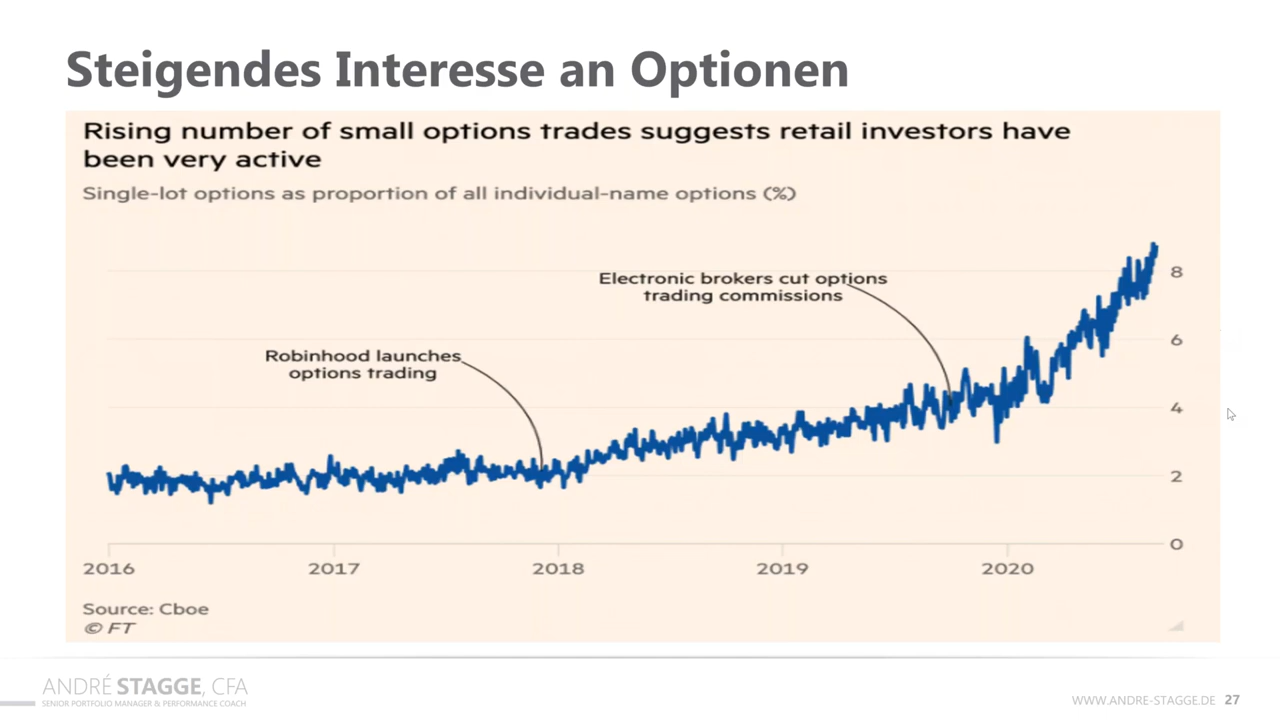 Steigendes Interesse an Optionen
Rising number of small options trades suggests retail investors have
been very active
Single-lot options as proportion of all individual-name options (%)
Electronic brokers cut options
trading commissions
Robinhood launches
options trading
8
6
4
2
0
2016 2017 2018 2019 2020
Source: Cboe
© FT
ANDRÉ STAGGE, CFA
SENIOR PORTFOLIO MANAGER & PERFORMANCE COACH
WWW.ANDRE-STAGGE.DE 27